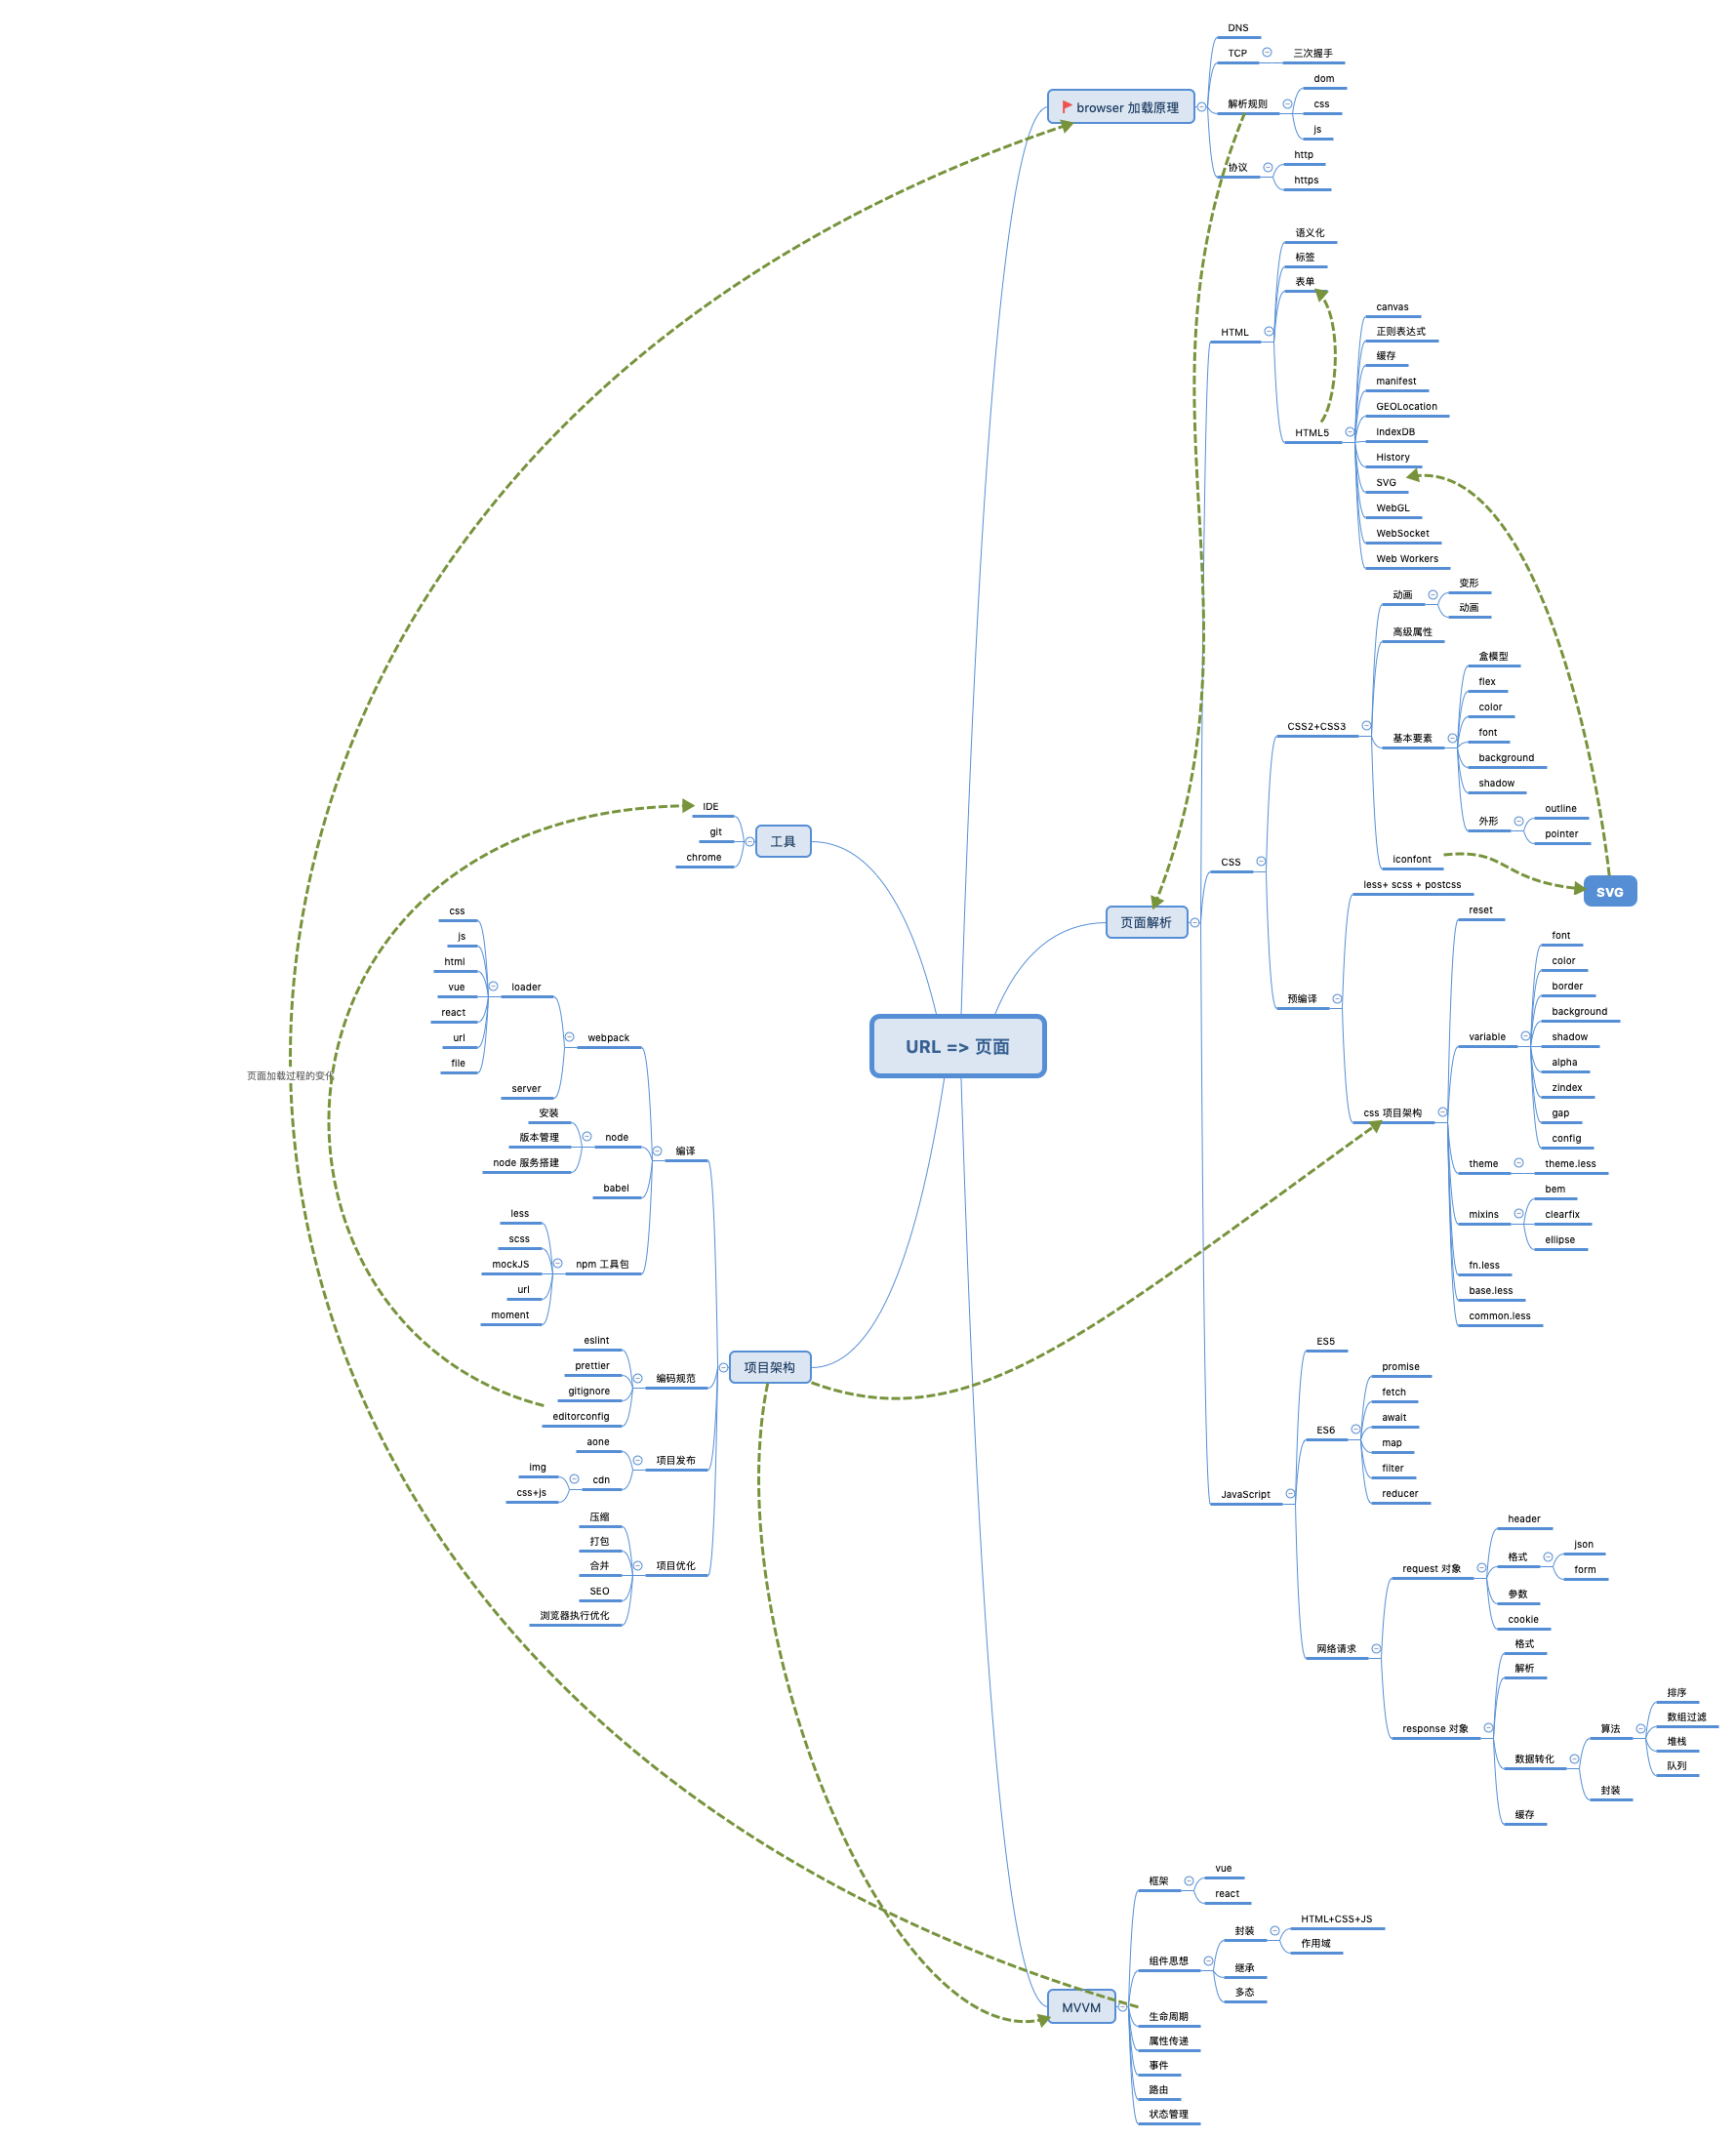 URL => 页面
browser 加载原理
DNS
TCP
三次握手
解析规则
dom
css
js
协议
http
https
页面解析
HTML
语义化
标签
表单
HTML5
canvas
正则表达式
缓存
manifest
GEOLocation
IndexDB
History
SVG
WebGL
WebSocket
Web Workers
CSS
CSS2+CSS3
动画
变形
动画
高级属性
基本要素
盒模型
flex
color
font
background
shadow
外形
outline
pointer
iconfont
SVG
预编译
less+ scss + postcss
css 项目架构
reset
variable
font
color
border
background
shadow
alpha
zindex
gap
config
theme
theme.less
mixins
bem
clearfix
ellipse
fn.less
base.less
common.less
JavaScript
ES5
ES6
promise
fetch
await
map
filter
reducer
网络请求
request 对象
header
格式
json
form
参数
cookie
response 对象
格式
解析
数据转化
算法
排序
数组过滤
堆栈
队列
封装
缓存
MVVM
框架
vue
react
组件思想
封装
HTML+CSS+JS
作用域
继承
多态
生命周期
属性传递
事件
路由
状态管理
工具
IDE
git
chrome
项目架构
编译
webpack
loader
css
js
html
vue
react
url
file
server
node
安装
版本管理
node 服务搭建
babel
npm 工具包
less
scss
mockJS
url
moment
编码规范
eslint
prettier
gitignore
editorconfig
项目发布
aone
cdn
img
css+js
项目优化
压缩
打包
合并
SEO
浏览器执行优化
页面加载过程的变化